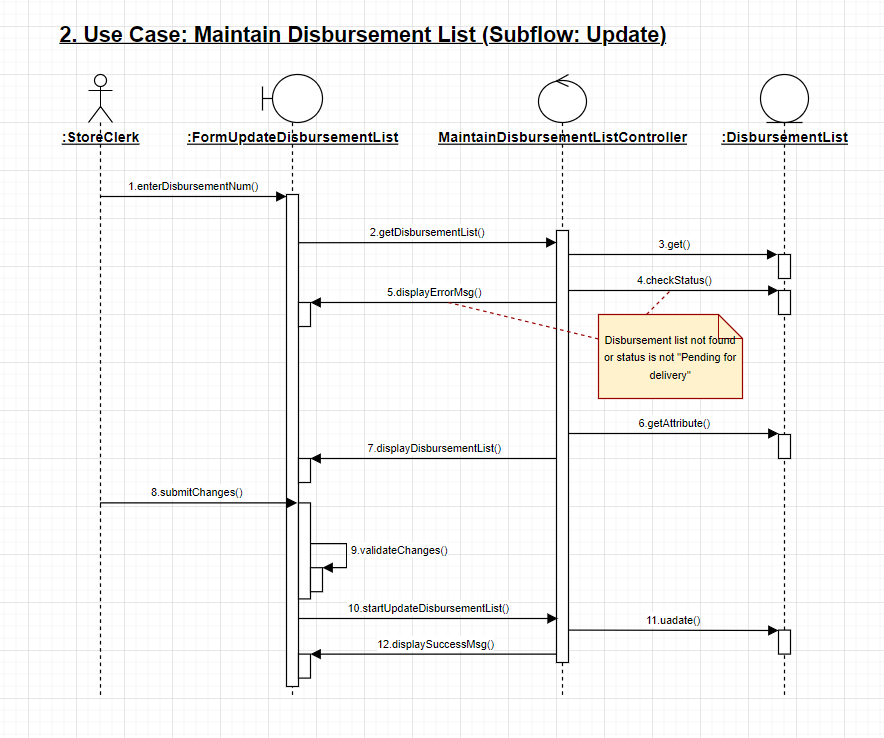 2. Use Case: Maintain Disbursement List (Subflow: Update)
:StoreClerk
:FormUpdateDisbursementList
MaintainDisbursementListController
:DisbursementList
1.enterDisbursementNum()
2.getDisbursementList()
3.get()
4.checkStatus()
5.displayErrorMsg()
Disbursement list not found
or status is not "Pending for
delivery"
6.getAttribute()
7.displayDisbursementList()
8.submitChanges()
9.validateChanges()
10.startUpdateDisbursementList()
11.uadate()
12.displaySuccessMsg()